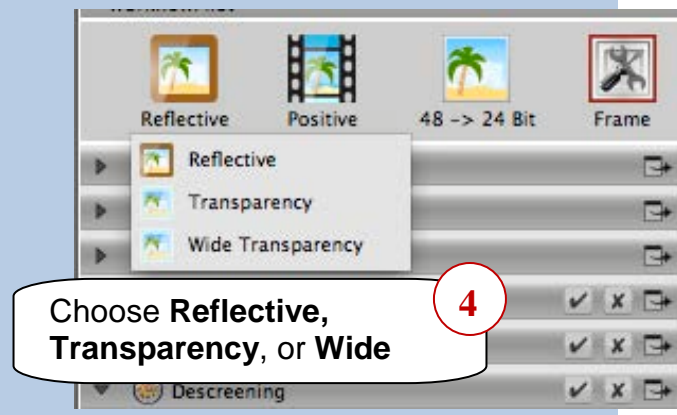 Reflective Positive 48 -> 24 Bit Frame
Reflective
Transparency
Wide Transparency
Choose Reflective,
Transparency, or Wide
4
Descreening